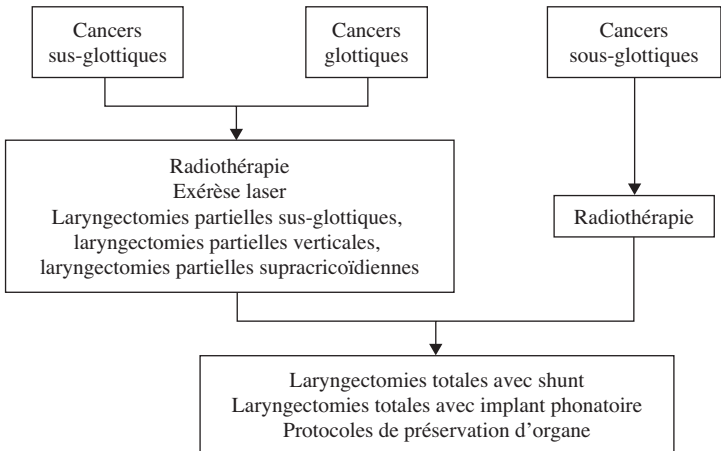 Cancers
sus-glottiques
Cancers
glottiques
Cancers
sous-glottiques
Radiothérapie
Exérèse laser
Laryngectomies partielles sus-glottiques,
laryngectomies partielles verticales,
laryngectomies partielles supracricoïdiennes
Radiothérapie
Laryngectomies totales avec shunt
Laryngectomies totales avec implant phonatoire
Protocoles de préservation d'organe